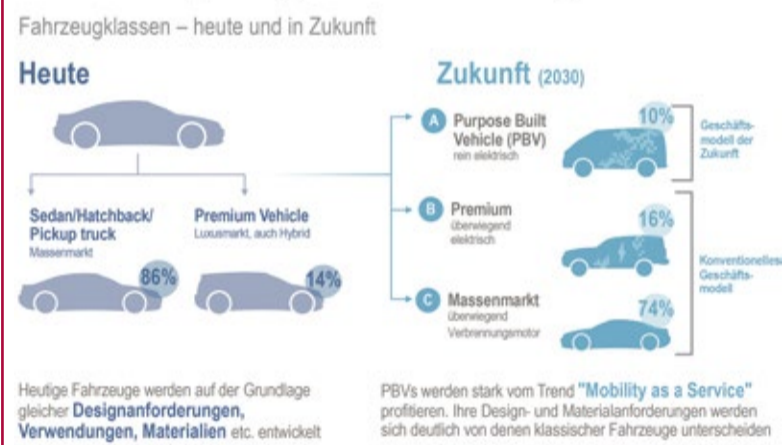 Fahrzeugklassen – heute und in Zukunft
Heute
Sedan/Hatchback/
Pickup truck
Massenmarkt
86%
Premium Vehicle
Luxusmarkt, auch Hybrid
14%
Heutige Fahrzeuge werden auf der Grundlage
gleicher Designanforderungen,
Verwendungen, Materialien etc. entwickelt
Zukunft (2030)
A Purpose Built
Vehicle (PBV)
rein elektrisch
10%
Geschäfts-
modell der
Zukunft
B Premium
überwiegend
elektrisch
16%
C Massenmarkt
überwiegend
Verbrennungsmotor
74%
Konventionelles
Geschäfts-
modell
PBVs werden stark vom Trend "Mobility as a Service"
profitieren. Ihre Design- und Materialanforderungen werden
sich deutlich von denen klassischer Fahrzeuge unterscheiden